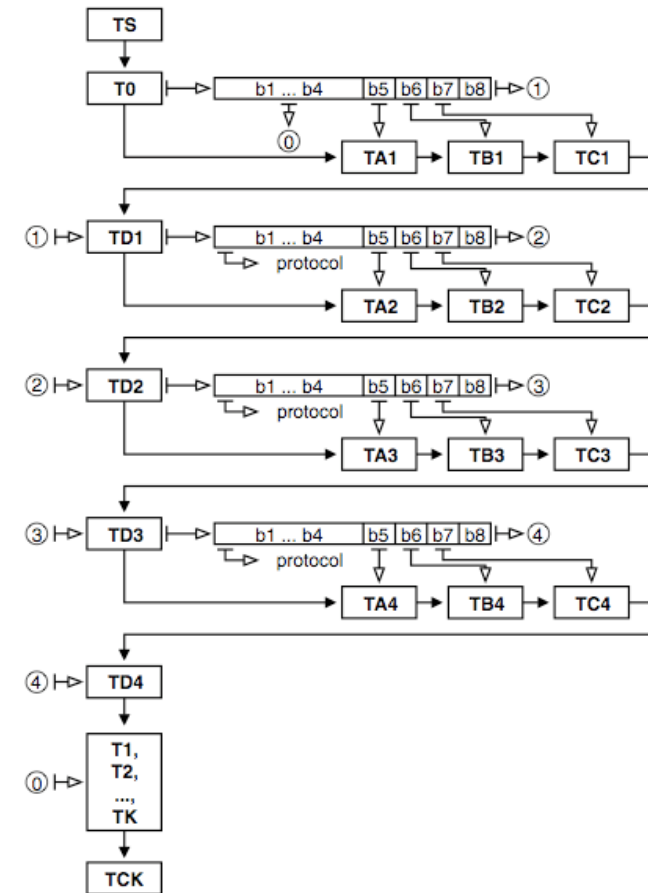 TS
T0 b1 ... b4 b5 b6 b7 b8 1
0
TA1 TB1 TC1
1 TD1 b1 ... b4 b5 b6 b7 b8 2
protocol
TA2 TB2 TC2
2 TD2 b1 ... b4 b5 b6 b7 b8 3
protocol
TA3 TB3 TC3
3 TD3 b1 ... b4 b5 b6 b7 b8 4
protocol
TA4 TB4 TC4
4 TD4
T1,
T2,
0
...,
TK
TCK